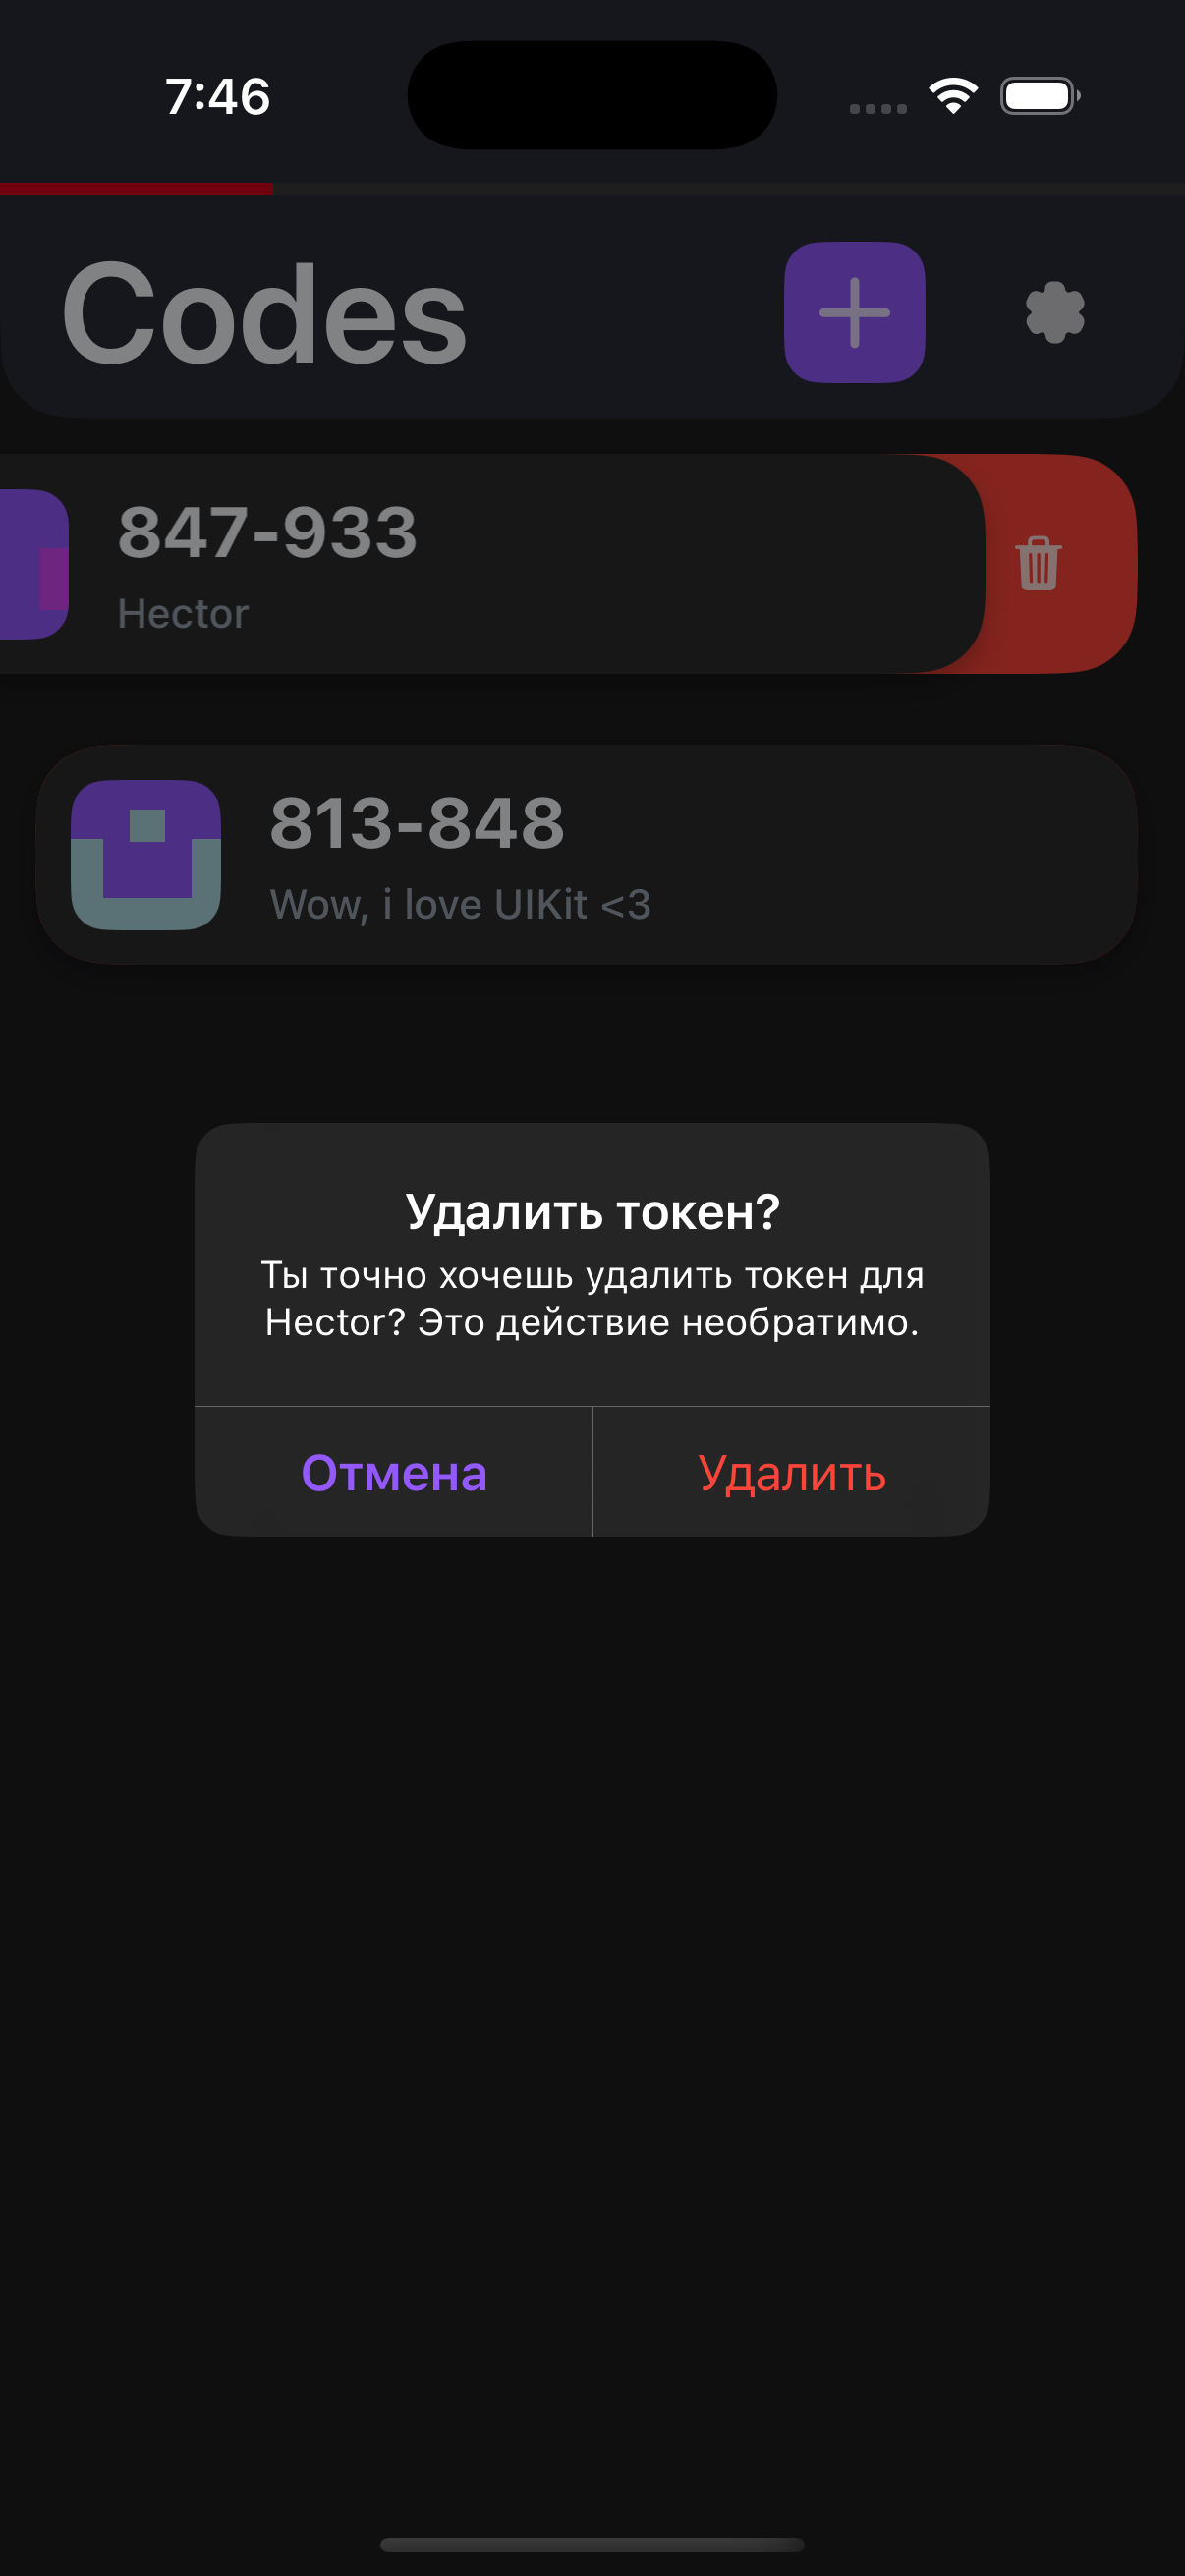 7:46
Codes
847-933
Hector
813-848
Wow, i love UIKit <3
Удалить токен?
Ты точно хочешь удалить токен для
Hector? Это действие необратимо.
Отмена
Удалить